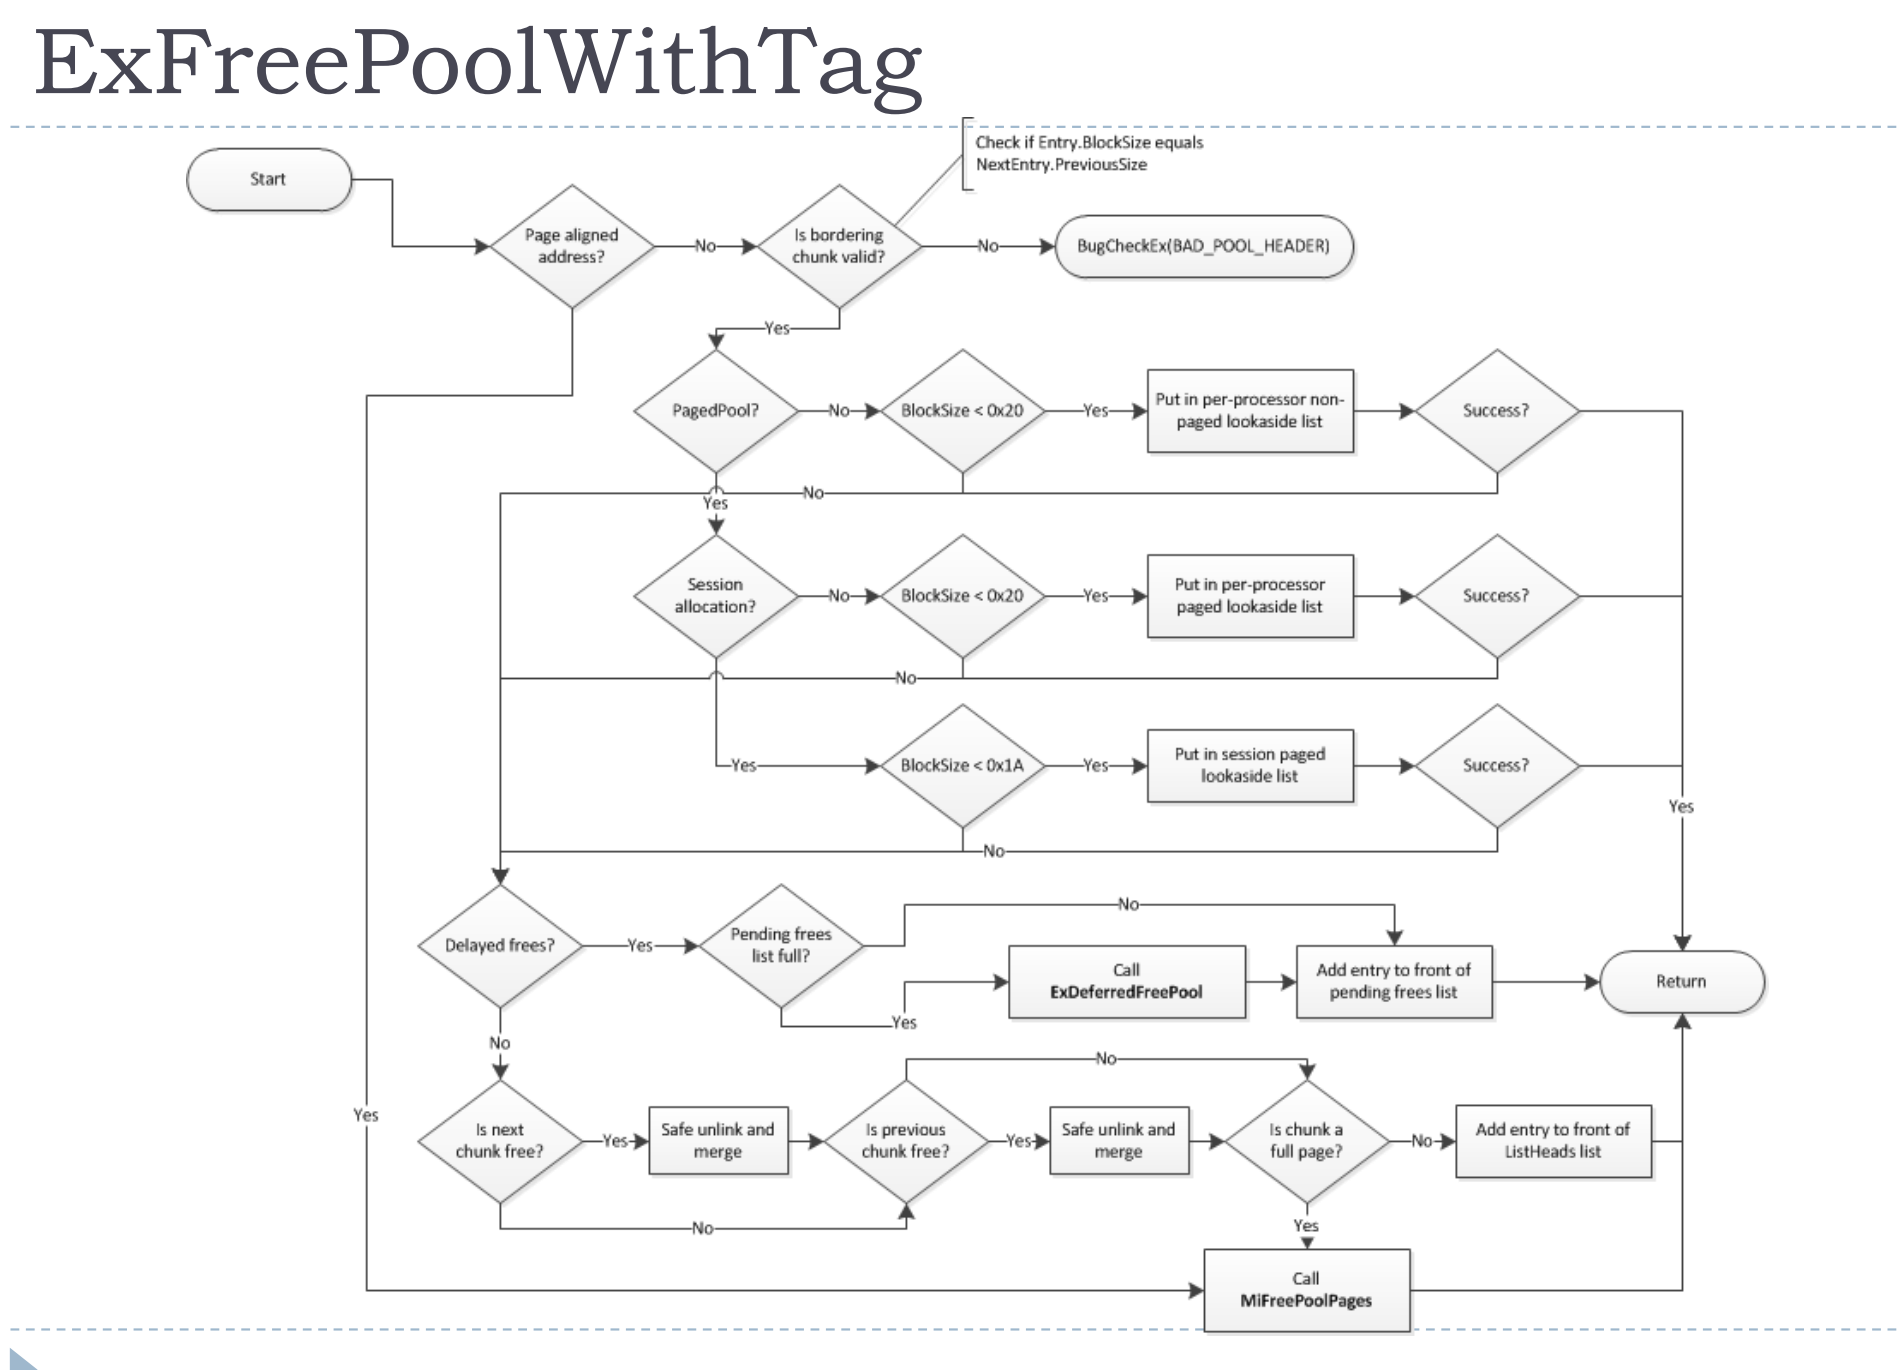 ExFreePoolWithTag
Check if Entry.BlockSize equals
NextEntry.PreviousSize
Start
Page aligned
address?
No
Is bordering
chunk valid?
No
BugCheckEx(BAD_POOL_HEADER)
Yes
PagedPool?
No
BlockSize < 0x20
Yes
Put in per-processor non-
paged lookaside list
Success?
No
Yes
Session
allocation?
No
BlockSize < 0x20
Yes
Put in per-processor
paged lookaside list
Success?
No
Yes
BlockSize < 0x1A
Yes
Put in session paged
lookaside list
Success?
Yes
No
Delayed frees?
Yes
Pending frees
list full?
No
Yes
Call
ExDeferredFreePool
Add entry to front of
pending frees list
Return
No
No
Yes
Is next
chunk free?
Yes
Safe unlink and
merge
Is previous
chunk free?
Yes
Safe unlink and
merge
Is chunk a
full page?
No
Add entry to front of
ListHeads list
No
Yes
Call
MiFreePoolPages